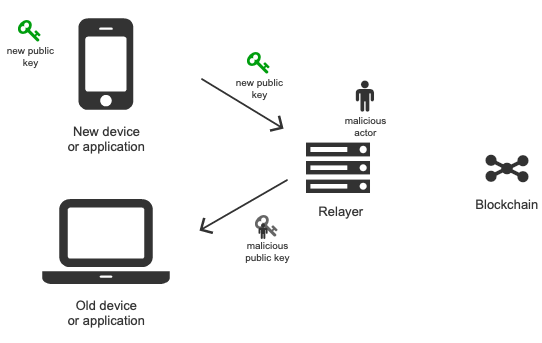 new public
key
New device
or application
new public
key
malicious
actor
Relayer
Blockchain
malicious
public key
Old device
or application